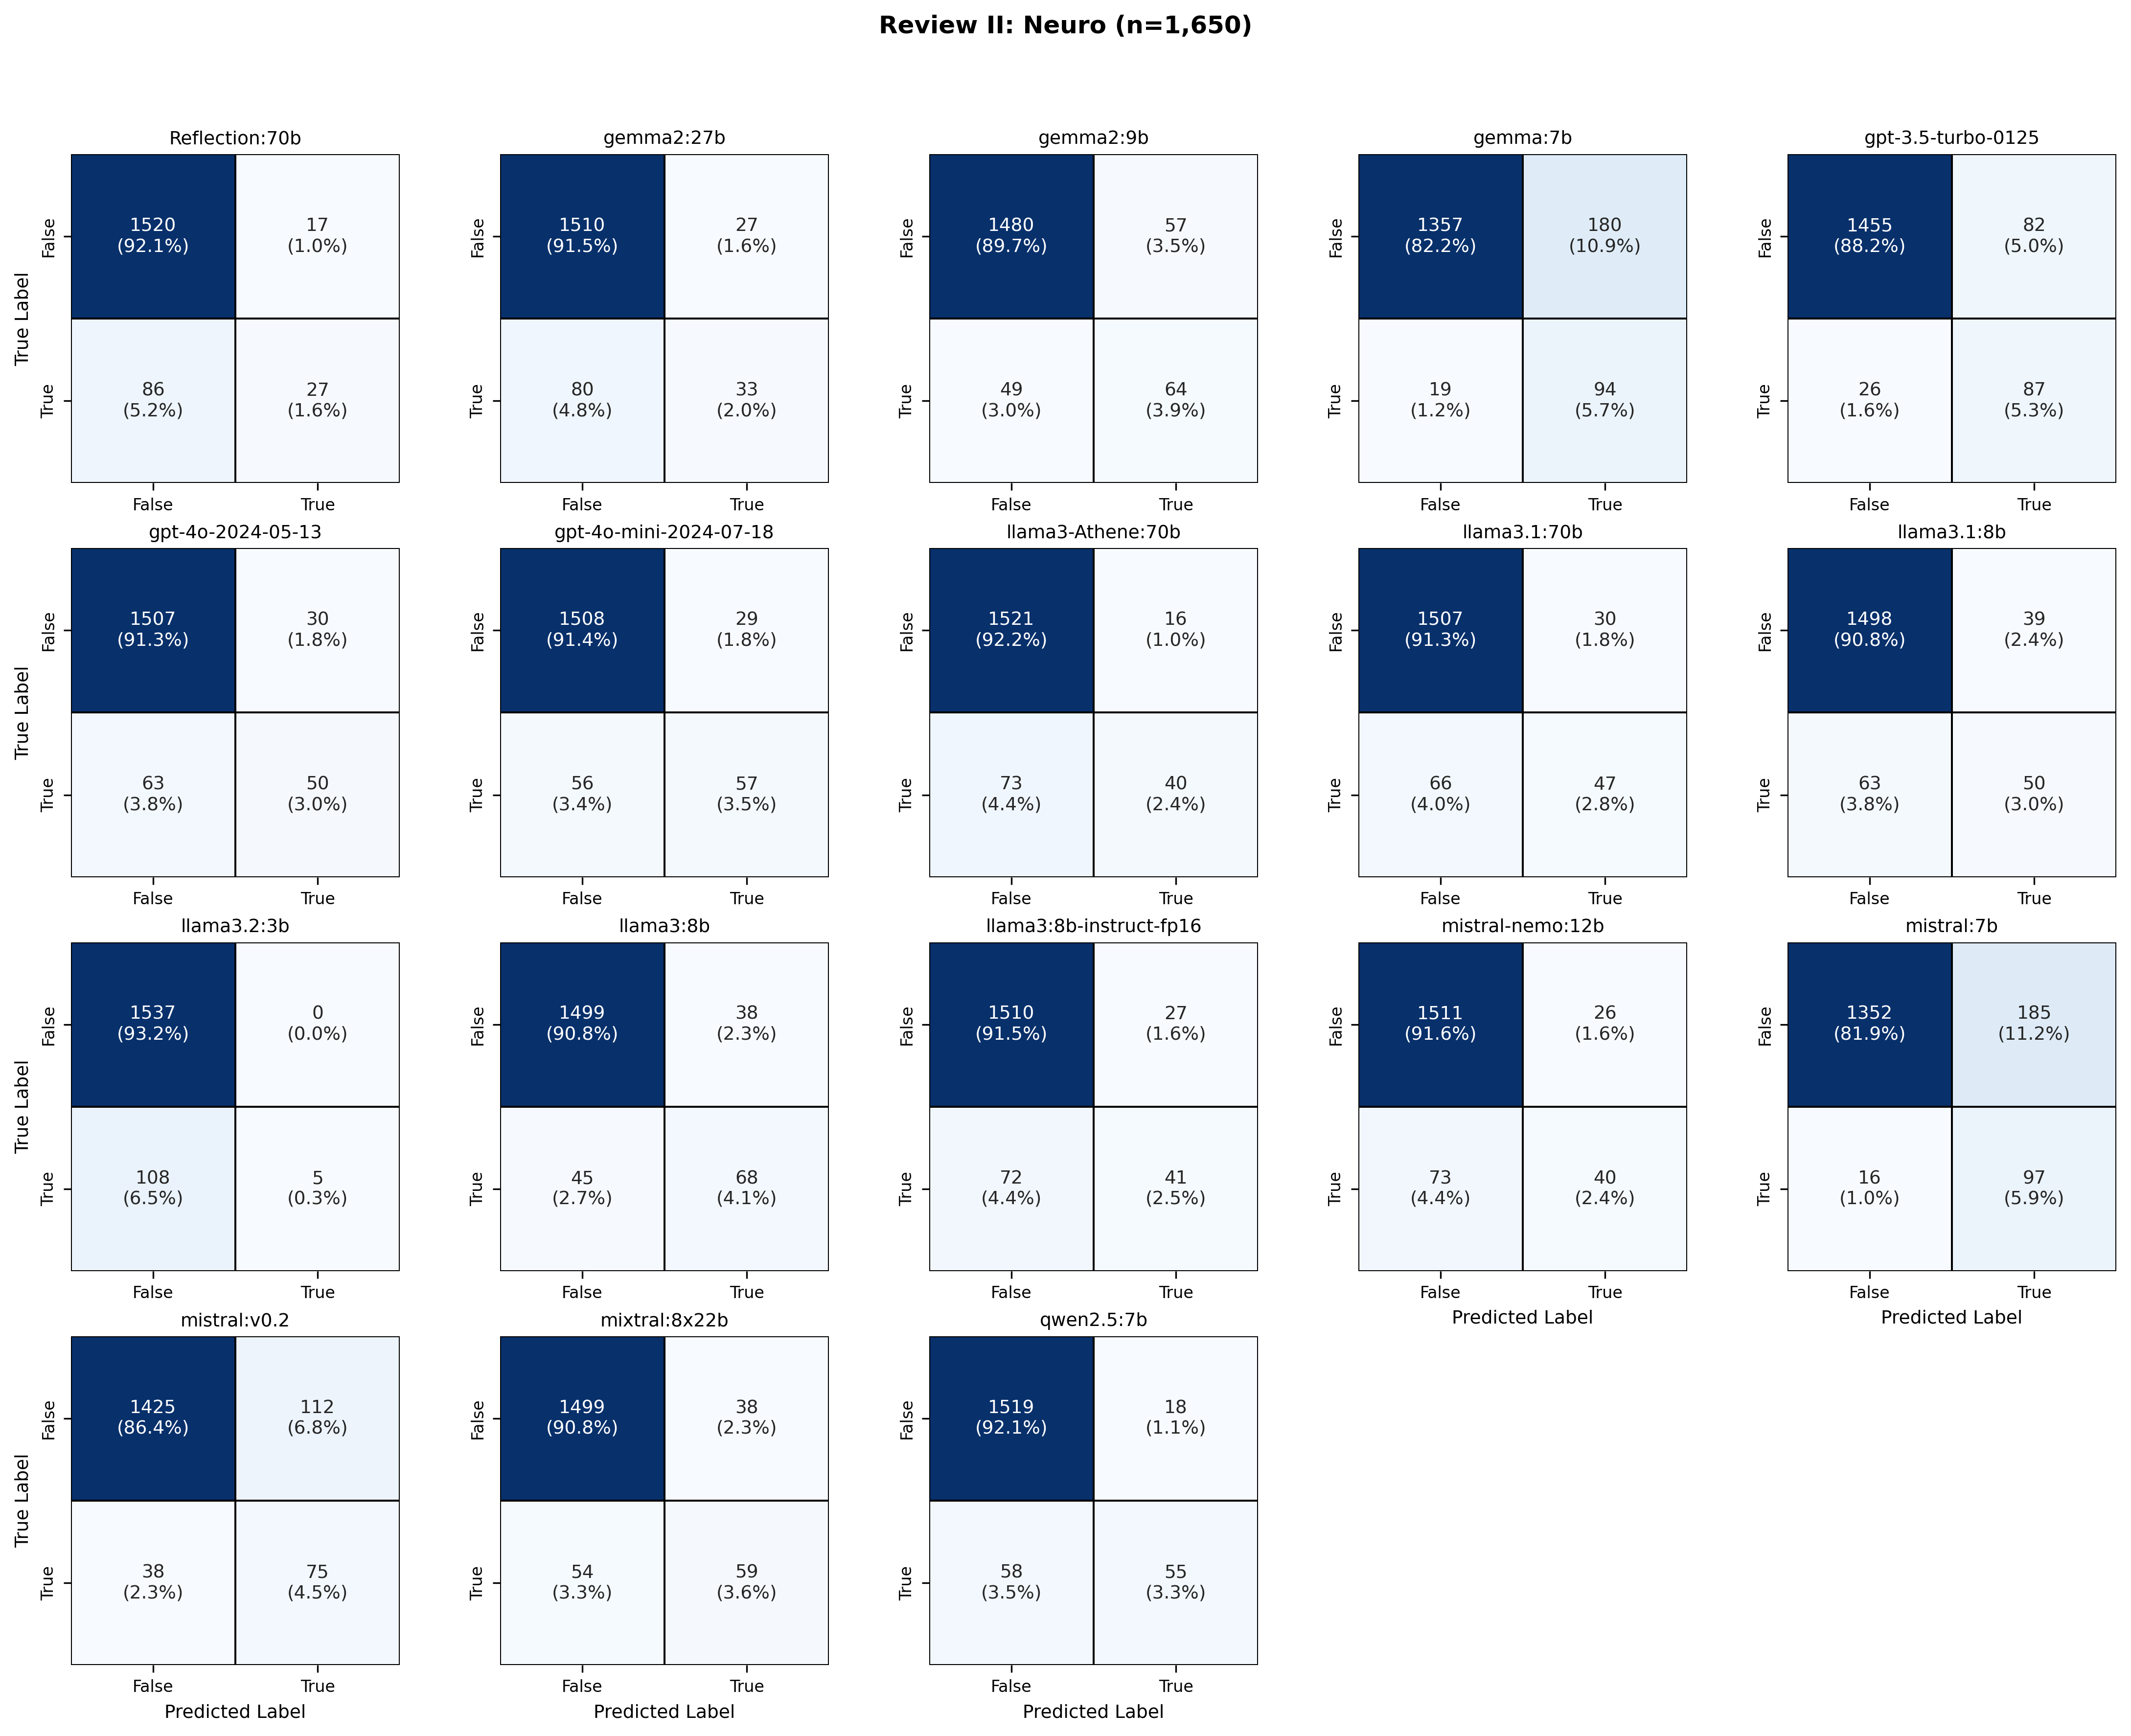 Review II: Neuro (n=1,650)
Reflection:70b
True Label
False
True
1520
(92.1%)
17
(1.0%)
86
(5.2%)
27
(1.6%)
False
True
gemma2:27b
False
True
1510
(91.5%)
27
(1.6%)
80
(4.8%)
33
(2.0%)
False
True
gemma2:9b
False
True
1480
(89.7%)
57
(3.5%)
49
(3.0%)
64
(3.9%)
False
True
gemma:7b
False
True
1357
(82.2%)
180
(10.9%)
19
(1.2%)
94
(5.7%)
False
True
gpt-3.5-turbo-0125
False
True
1455
(88.2%)
82
(5.0%)
26
(1.6%)
87
(5.3%)
False
True
gpt-4o-2024-05-13
True Label
False
True
1507
(91.3%)
30
(1.8%)
63
(3.8%)
50
(3.0%)
False
True
gpt-4o-mini-2024-07-18
False
True
1508
(91.4%)
29
(1.8%)
56
(3.4%)
57
(3.5%)
False
True
llama3-Athene:70b
False
True
1521
(92.2%)
16
(1.0%)
73
(4.4%)
40
(2.4%)
False
True
llama3.1:70b
False
True
1507
(91.3%)
30
(1.8%)
66
(4.0%)
47
(2.8%)
False
True
llama3.1:8b
False
True
1498
(90.8%)
39
(2.4%)
63
(3.8%)
50
(3.0%)
False
True
llama3.2:3b
True Label
False
True
1537
(93.2%)
0
(0.0%)
108
(6.5%)
5
(0.3%)
False
True
llama3:8b
False
True
1499
(90.8%)
38
(2.3%)
45
(2.7%)
68
(4.1%)
False
True
llama3:8b-instruct-fp16
False
True
1510
(91.5%)
27
(1.6%)
72
(4.4%)
41
(2.5%)
False
True
mistral-nemo:12b
False
True
1511
(91.6%)
26
(1.6%)
73
(4.4%)
40
(2.4%)
False
True
Predicted Label
mistral:7b
False
True
1352
(81.9%)
185
(11.2%)
16
(1.0%)
97
(5.9%)
False
True
Predicted Label
mistral:v0.2
True Label
False
True
1425
(86.4%)
112
(6.8%)
38
(2.3%)
75
(4.5%)
False
True
Predicted Label
mixtral:8x22b
False
True
1499
(90.8%)
38
(2.3%)
54
(3.3%)
59
(3.6%)
False
True
Predicted Label
qwen2.5:7b
False
True
1519
(92.1%)
18
(1.1%)
58
(3.5%)
55
(3.3%)
False
True
Predicted Label